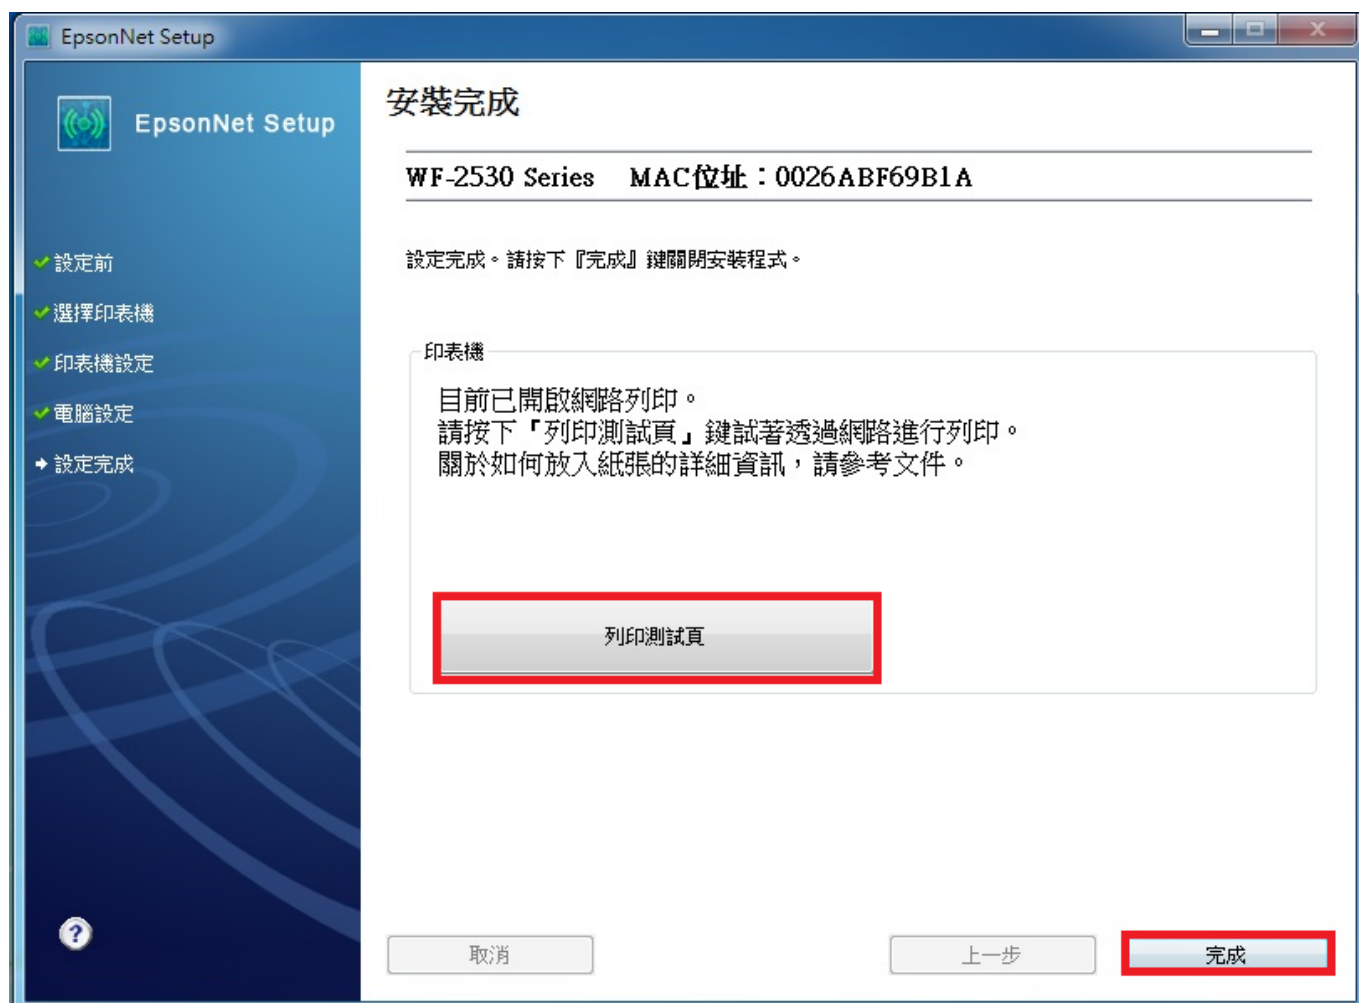 EpsonNet Setup
EpsonNet Setup
設定前
選擇印表機
印表機設定
電腦設定
設定完成
安裝完成
WF-2530 Series MAC位址：0026ABF69B1A
設定完成。請按下『完成』鍵關閉安裝程式。
印表機
目前已開啟網路列印。
請按下「列印測試頁」鍵試著透過網路進行列印。
關於如何放入紙張的詳細資訊，請參考文件。
列印測試頁
取消
上一步
完成